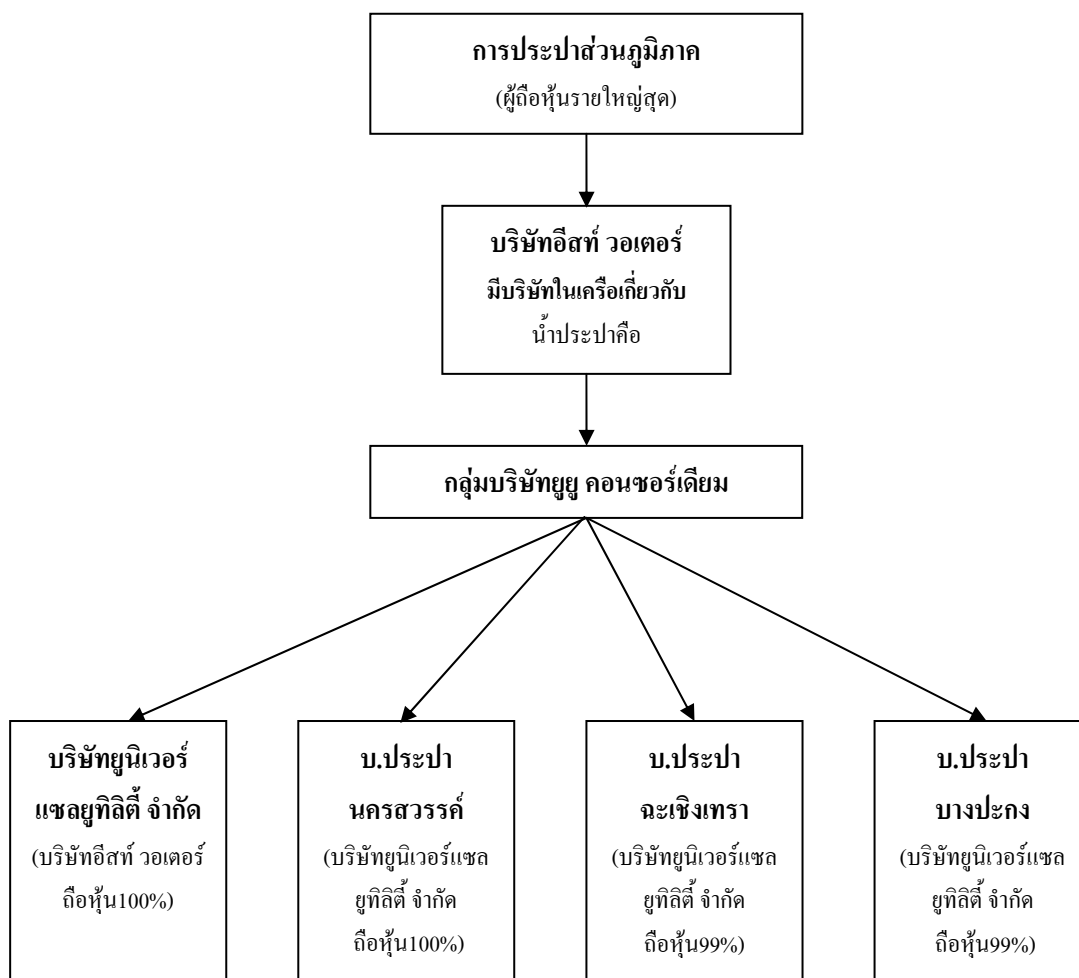 การประปาส่วนภูมิภาค
(ผู้ถือหุ้นรายใหญ่สุด)
บริษัทอีสท์ วอเตอร์
มีบริษัทในเครือเกี่ยวกับ
น้ำประปาคือ
กลุ่มบริษัทยูยู คอนซอร์เดียม
บริษัทยูนิเวอร์
แซลยูทิลิตี้ จำกัด
(บริษัทอีสท์ วอเตอร์
ถือหุ้น100%)
บ.ประปา
นครสวรรค์
(บริษัทยูนิเวอร์แซล
ยูทิลิตี้ จำกัด
ถือหุ้น100%)
บ.ประปา
ฉะเชิงเทรา
(บริษัทยูนิเวอร์แซล
ยูทิลิตี้ จำกัด
ถือหุ้น99%)
บ.ประปา
บางปะกง
(บริษัทยูนิเวอร์แซล
ยูทิลิตี้ จำกัด
ถือหุ้น99%)